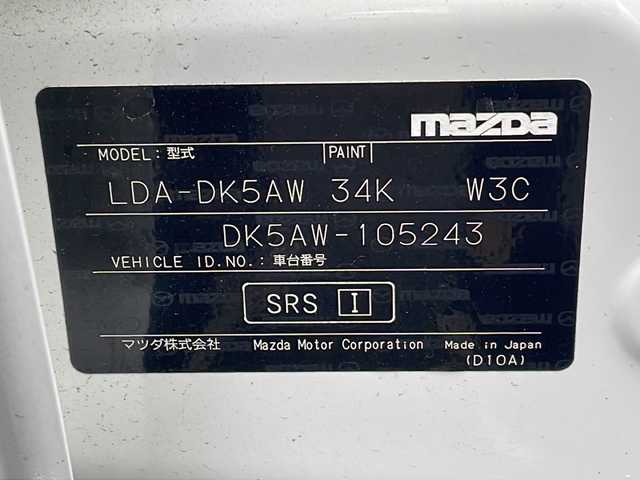 mazda
MODEL: 型式 PAINT
LDA-DK5AW 34K W3C
DK5AW-105243
VEHICLE ID.NO.: 車台番号
SRS I
マツダ株式会社 Mazda Motor Corporation Made in Japan
(D10A)